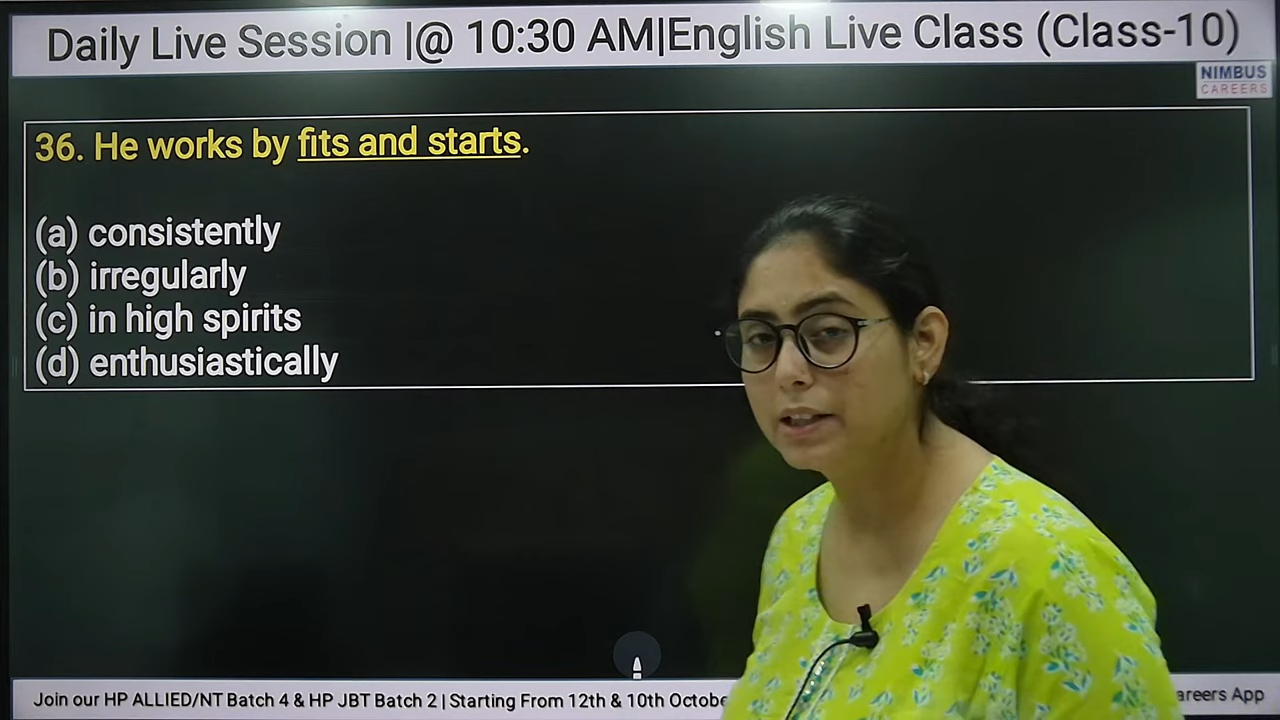 Daily Live Session |@ 10:30 AM|English Live Class (Class-10)
NIMBUS
CAREERS
36. He works by fits and starts.
(a) consistently
(b) irregularly
(c) in high spirits
(d) enthusiastically
Join our HP ALLIED/NT Batch 4 & HP JBT Batch 2 | Starting From 12th & 10th App